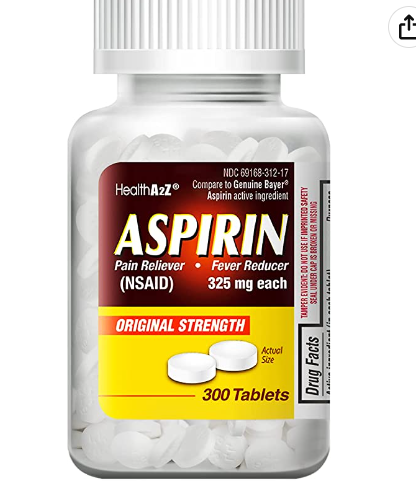 HealthA2Z®
NDC 69168-312-17
Compare to Genuine Bayer®
Aspirin active ingredient
ASPIRIN
Pain Reliever • Fever Reducer
(NSAID) 325 mg each
ORIGINAL STRENGTH
Actual
Size
300 Tablets
TAMPER EVIDENT: DO NOT USE IF IMPRINTED SAFETY
SEAL UNDER CAP IS BROKEN OR MISSING
Drug Facts